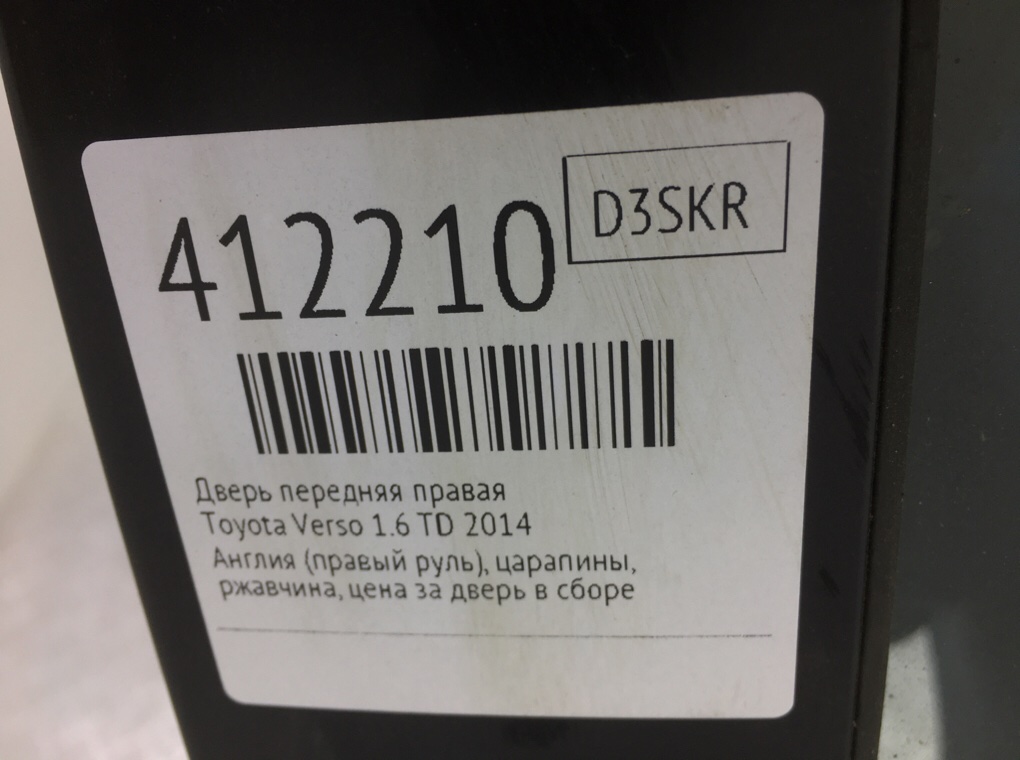 412210
D3SKR
Дверь передняя правая
Toyota Verso 1.6 TD 2014
Англия (правый руль), царапины,
ржавчина, цена за дверь в сборе